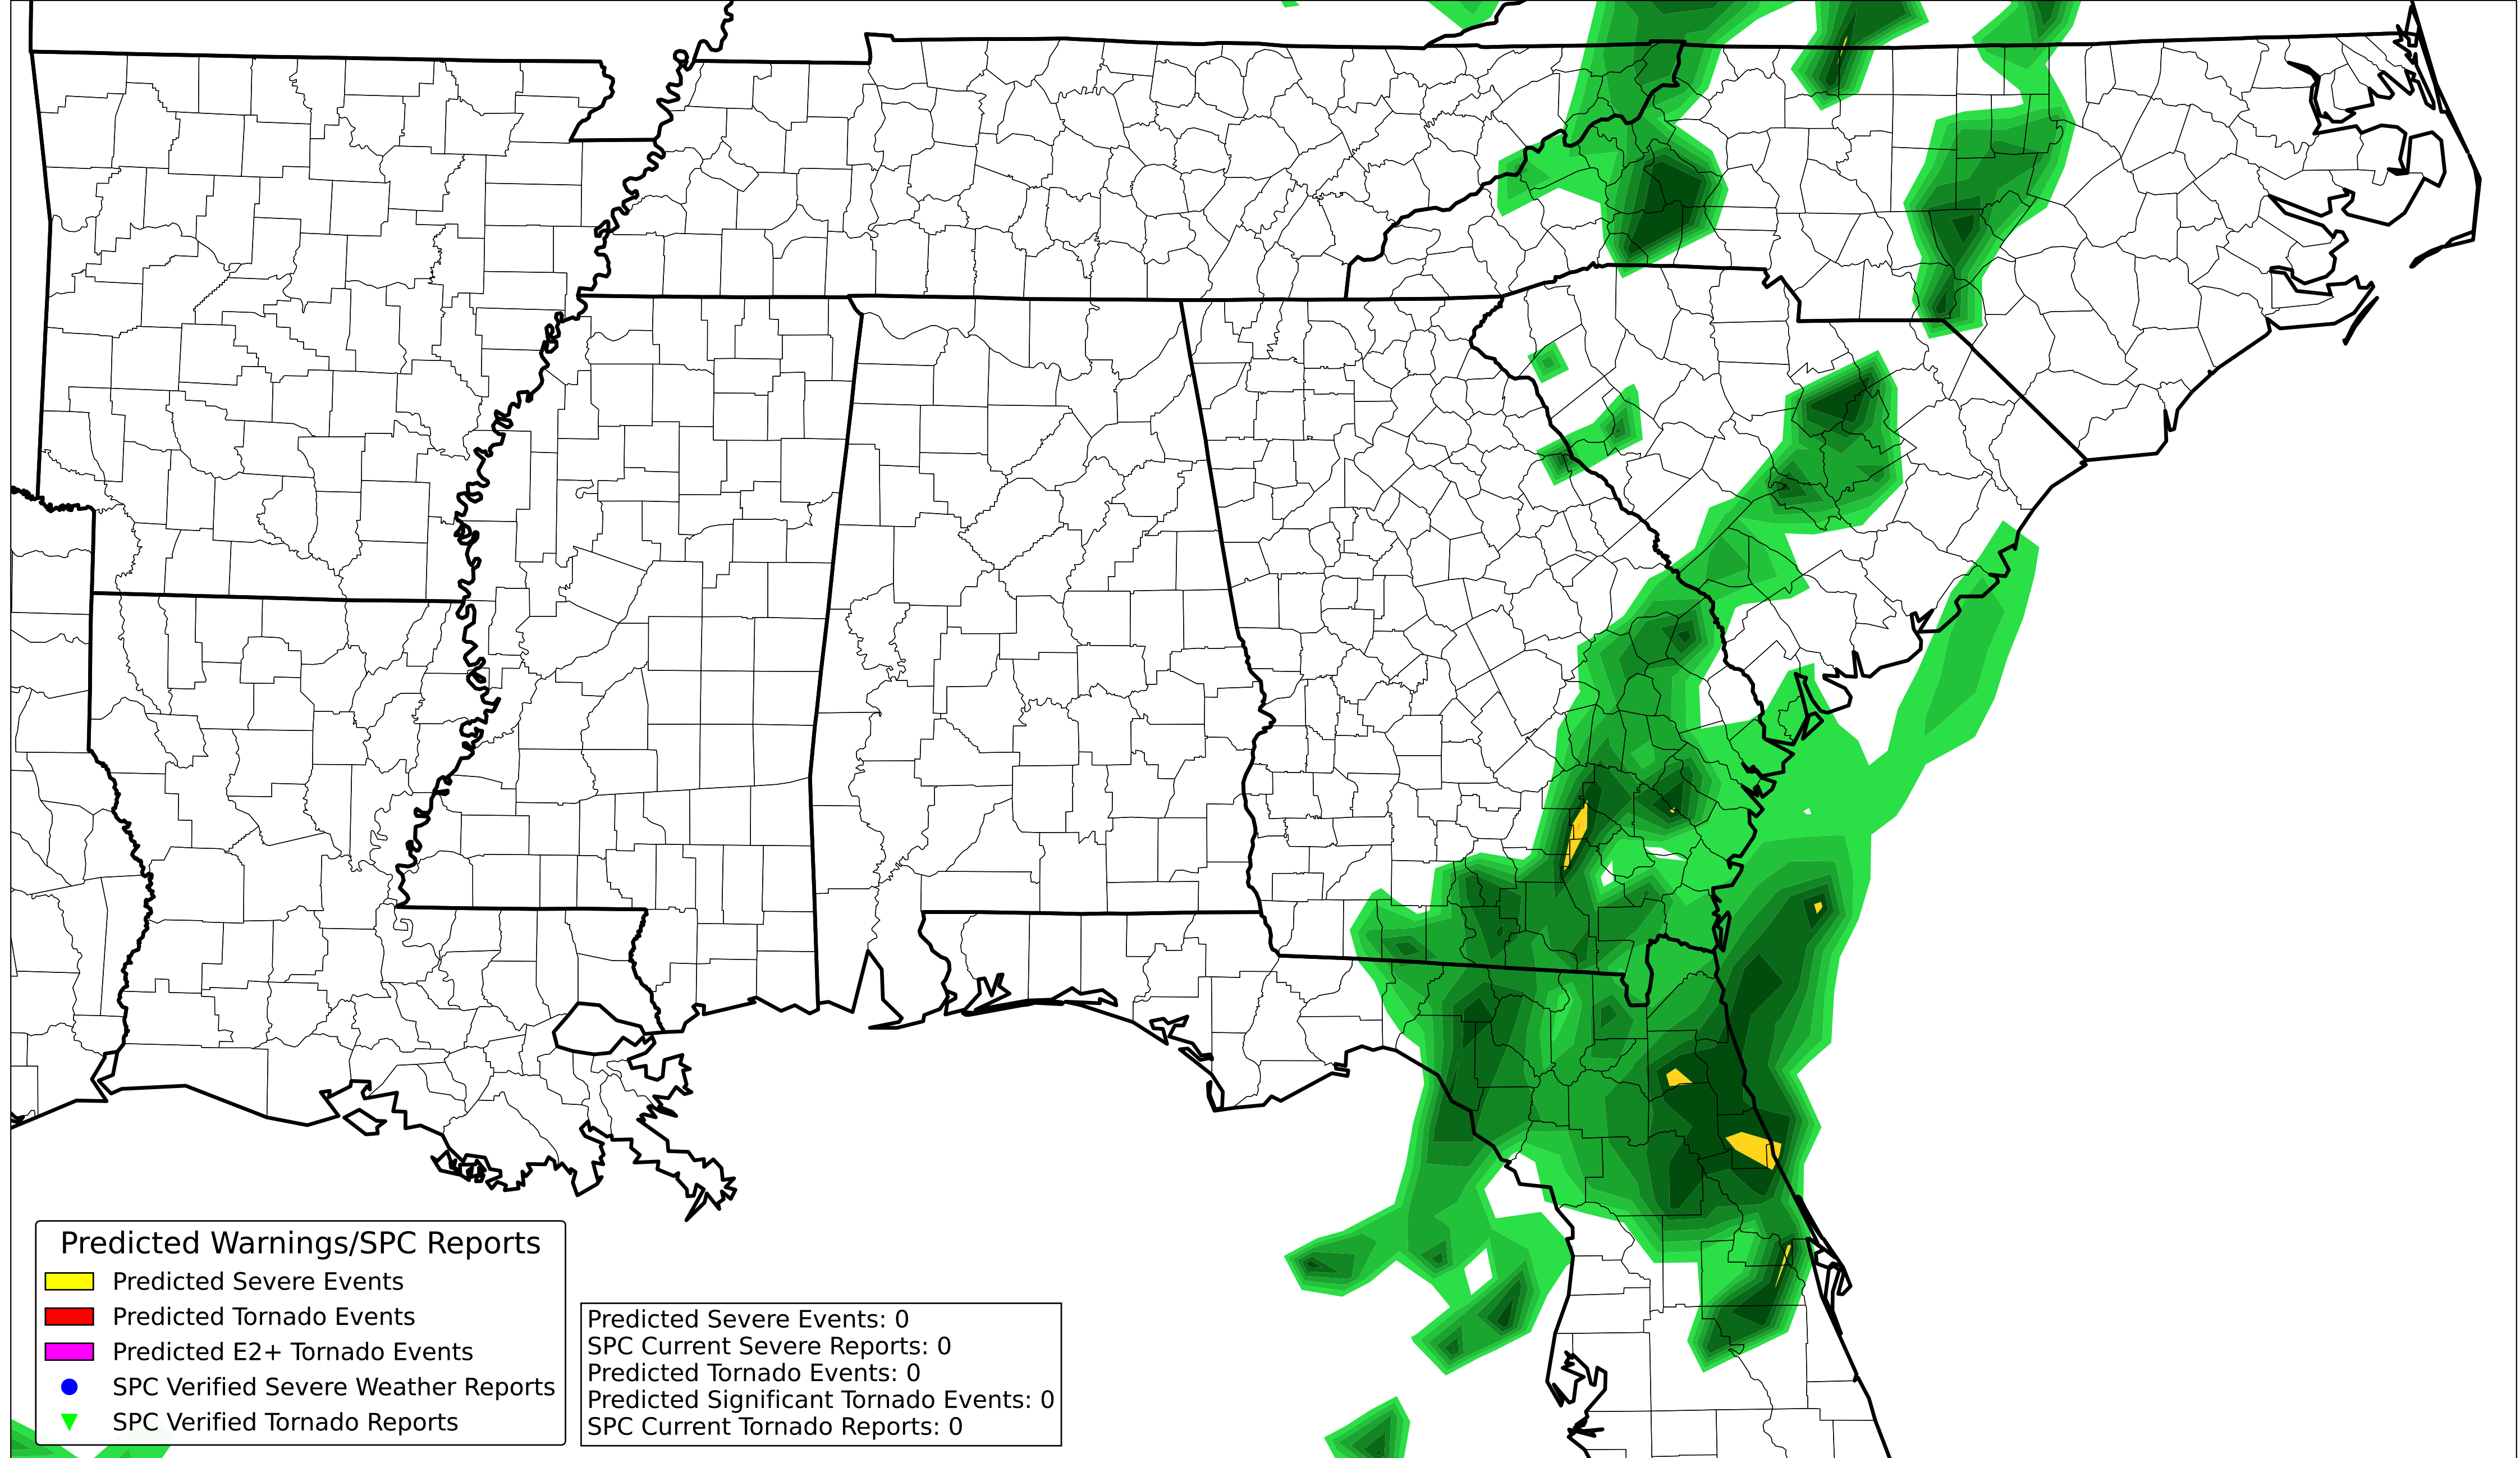 Predicted Warnings/SPC Reports
Predicted Severe Events
Predicted Tornado Events
Predicted E2+ Tornado Events
SPC Verified Severe Weather Reports
SPC Verified Tornado Reports
Predicted Severe Events: 0
SPC Current Severe Reports: 0
Predicted Tornado Events: 0
Predicted Significant Tornado Events: 0
SPC Current Tornado Reports: 0